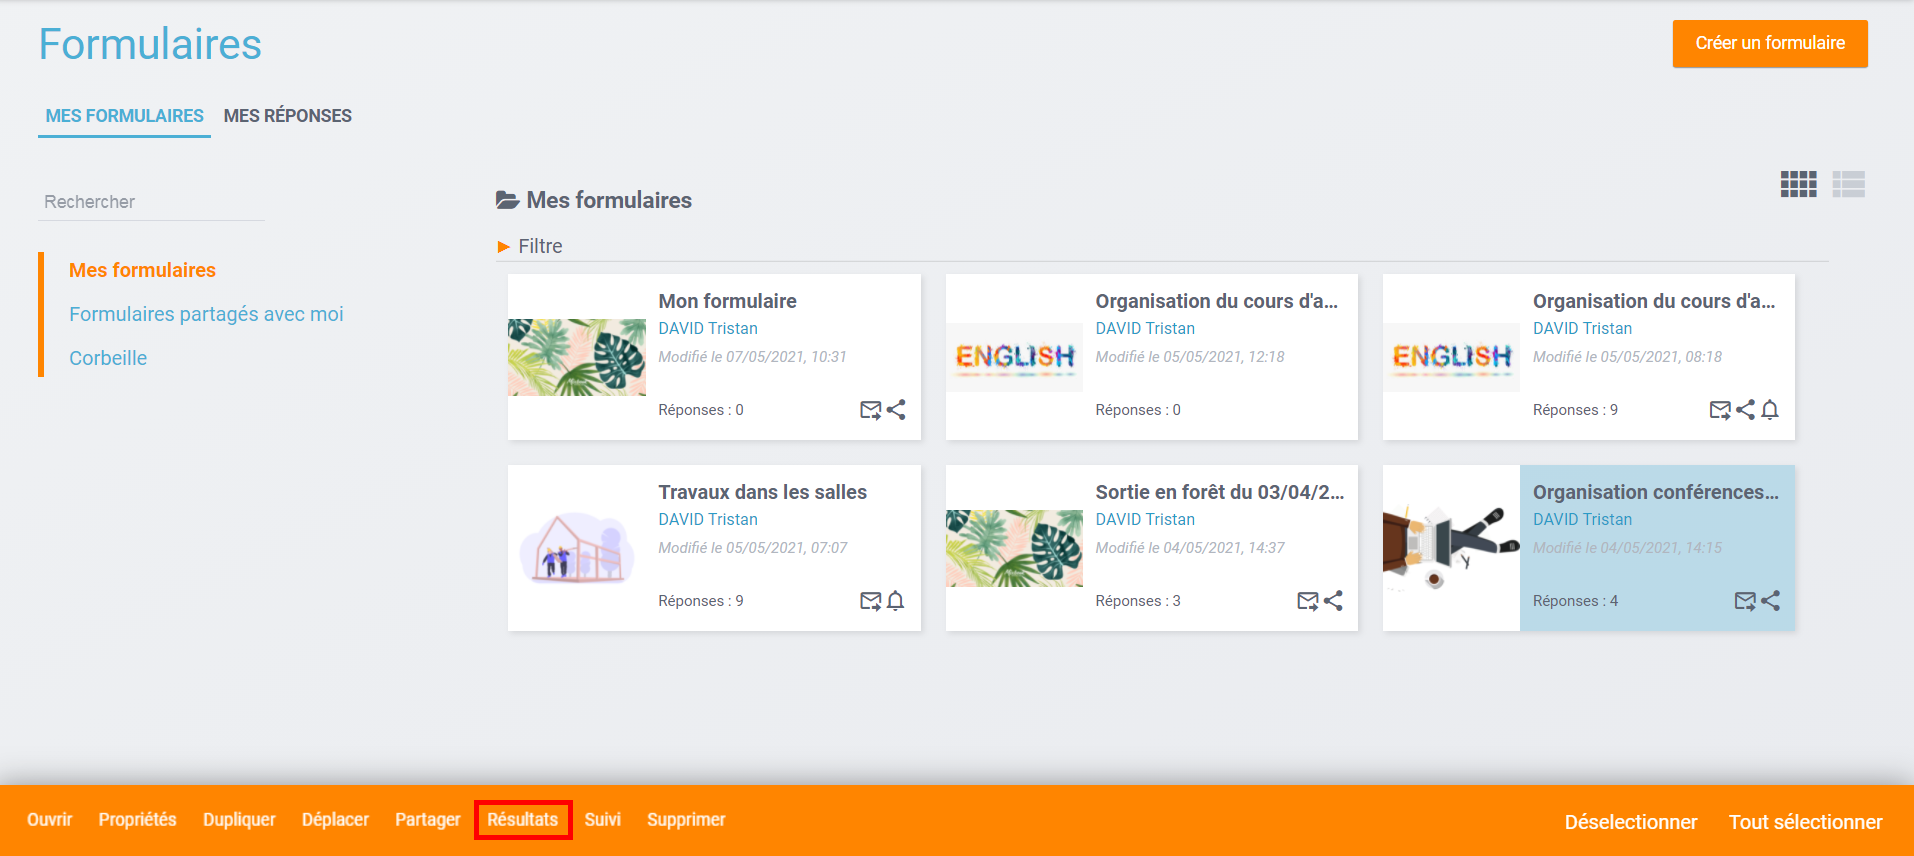 Formulaires
Créer un formulaire
MES FORMULAIRES
MES RÉPONSES
Rechercher
Mes formulaires
Formulaires partagés avec moi
Corbeille
Mes formulaires
Filtre
Mon formulaire
DAVID Tristan
Modifié le 07/05/2021, 10:31
Réponses : 0
ENGLISH
Organisation du cours d'a...
DAVID Tristan
Modifié le 05/05/2021, 12:18
Réponses : 0
ENGLISH
Organisation du cours d'a...
DAVID Tristan
Modifié le 05/05/2021, 08:18
Réponses : 9
Travaux dans les salles
DAVID Tristan
Modifié le 05/05/2021, 07:07
Réponses : 9
Sortie en forêt du 03/04/2...
DAVID Tristan
Modifié le 04/05/2021, 14:37
Réponses : 3
Organisation conférences...
DAVID Tristan
Modifié le 04/05/2021, 14:15
Réponses : 4
Ouvrir
Propriétés
Dupliquer
Déplacer
Partager
Résultats
Suivi
Supprimer
Déselectionner
Tout sélectionner